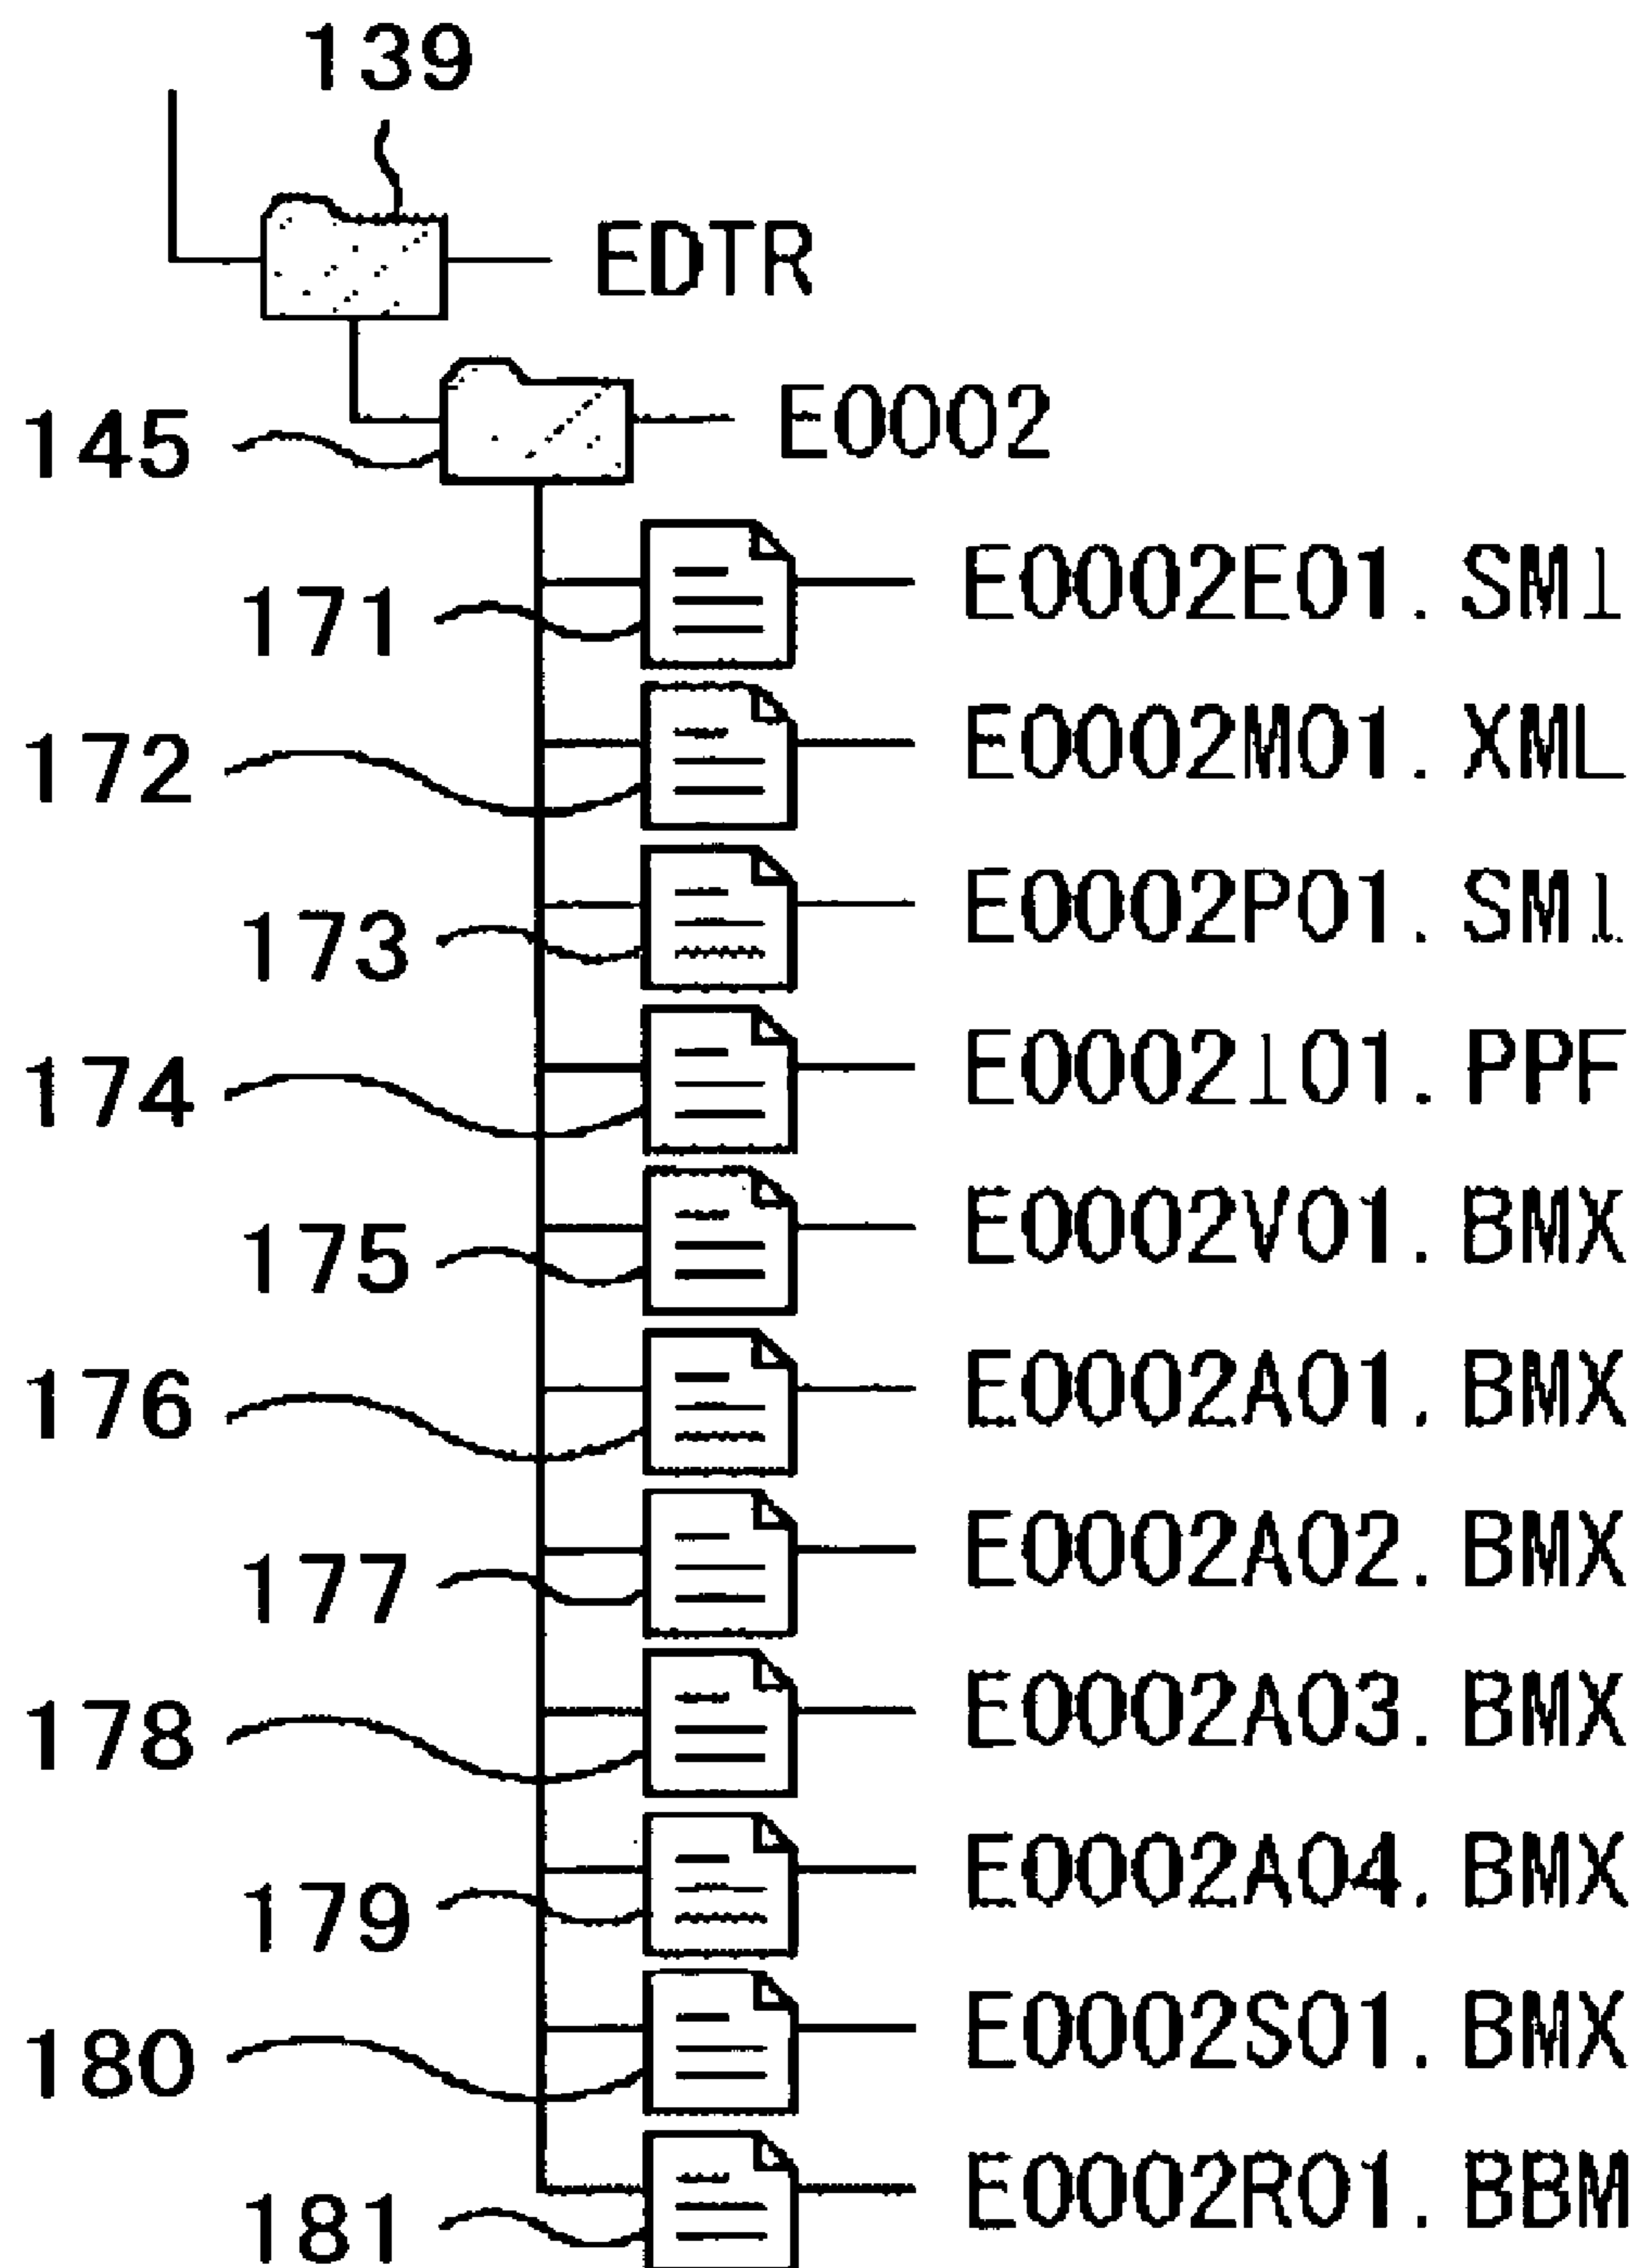 139
EDTR
145 E0002
171 E0002E01. SMI
172 E0002M01. XML
173 E0002P01. SMI
174 E0002I01. PPF
175 E0002V01. BMX
176 E0002A01. BMX
177 E0002A02. BMX
178 E0002A03. BMX
179 E0002A04. BMX
180 E0002S01. BMX
181 E0002R01. BBM